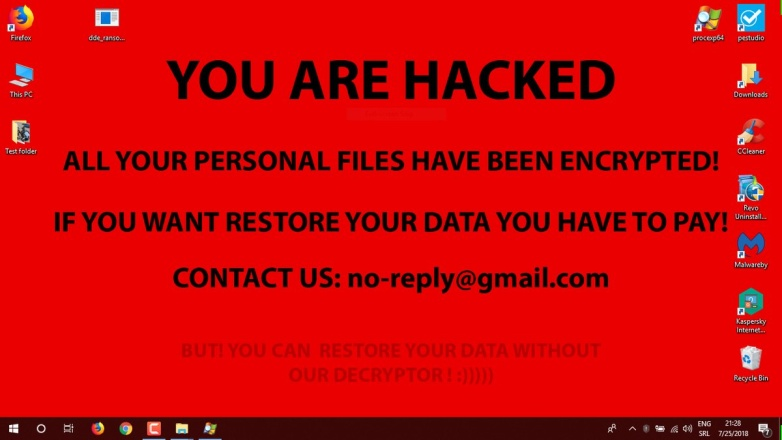 Firefox
dde_ranso...
procexp64
pestudio
YOU ARE HACKED
This PC
Downloads
Test folder
CCleaner
ALL YOUR PERSONAL FILES HAVE BEEN ENCRYPTED!
IF YOU WANT RESTORE YOUR DATA YOU HAVE TO PAY!
Revo
Uninstall...
CONTACT US: no-reply@gmail.com
Malwareby
Kaspersky
Internet...
BUT! YOU CAN RESTORE YOUR DATA WITHOUT
OUR DECRYPTOR ! :)))))
Recycle Bin
ENG
SRL
21:28
7/25/2018